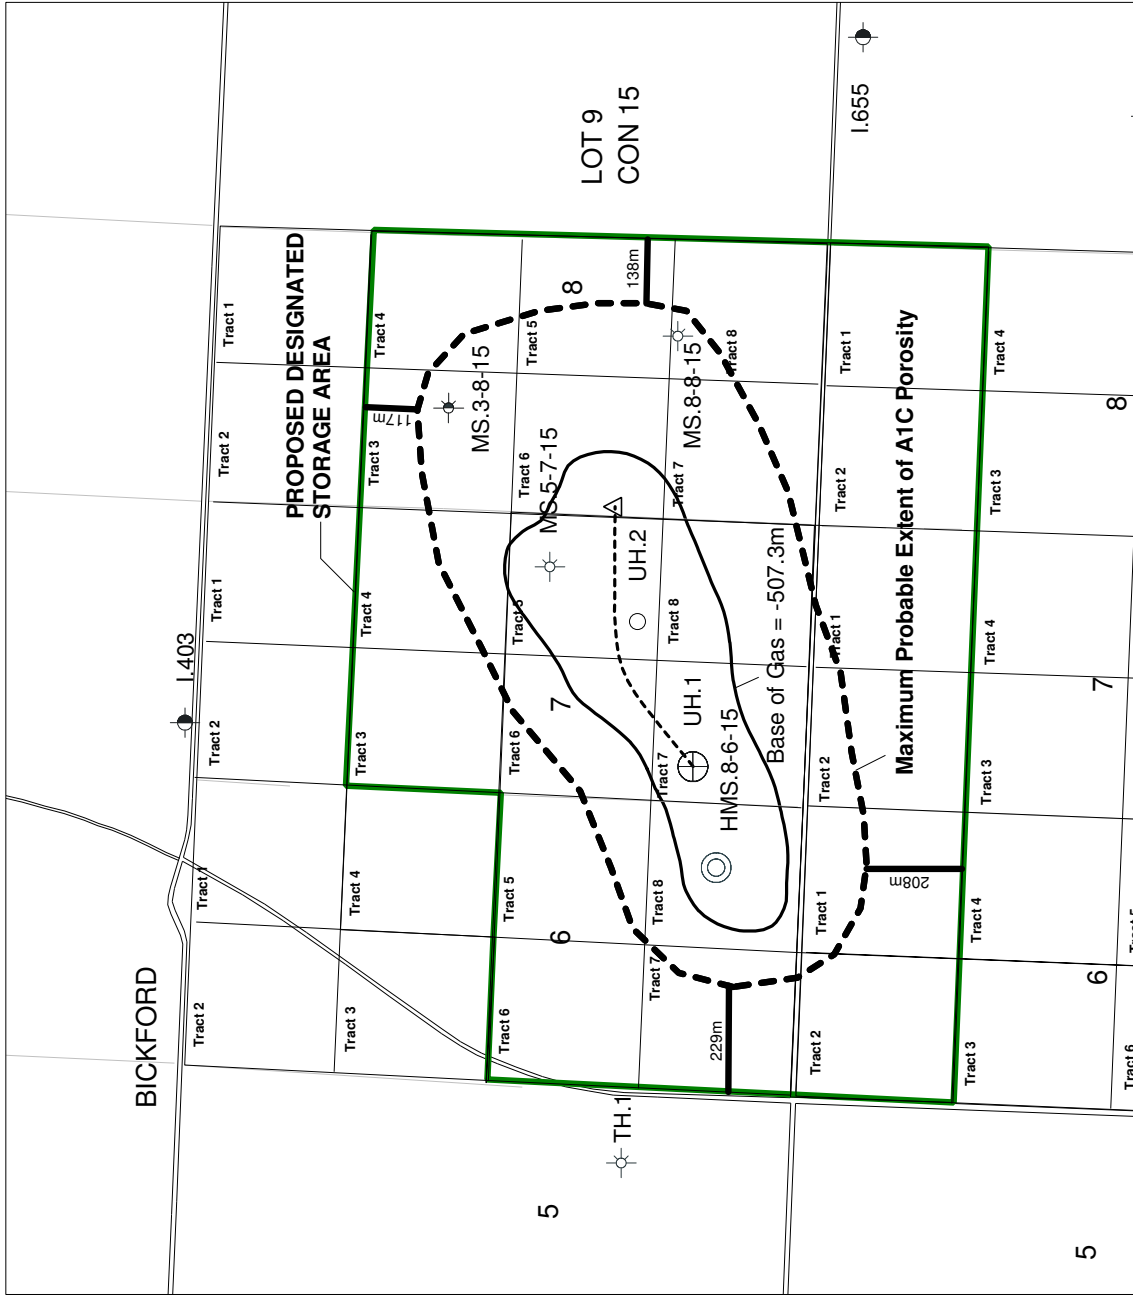 BICKFORD
I.403
I.655
LOT 9
CON 15
PROPOSED DESIGNATED
STORAGE AREA
Tract 2
Tract 1
Tract 2
Tract 1
Tract 2
Tract 1
Tract 3
Tract 4
Tract 3
Tract 4
Tract 3
Tract 4
117m
MS.3-8-15
8
138m
Tract 6
Tract 5
Tract 6
Tract 5
Tract 6
Tract 5
MS.5-7-15
6
7
5
TH.1
UH.2
UH.1
MS.8-8-15
HMS.8-6-15
Tract 7
Tract 8
Tract 7
Tract 8
Tract 7
Tract 8
229m
Base of Gas = -507.3m
Tract 2
Tract 1
Tract 2
Tract 1
Tract 2
Tract 1
208m
Maximum Probable Extent of A1C Porosity
Tract 3
Tract 4
Tract 3
Tract 4
Tract 3
Tract 4
5
6
7
8
Tract 6
Tract 5